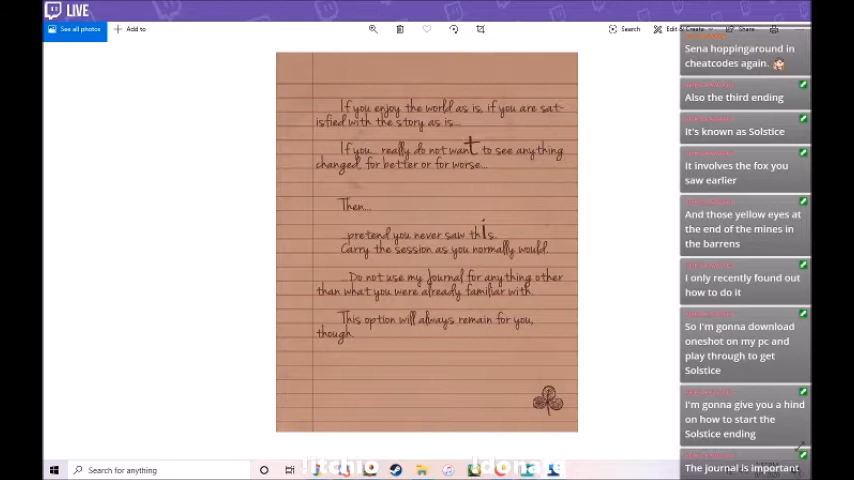 LIVE
See all photos
Add to
Search
Edit & Create
Share
If you enjoy the world as is, if you are sat-
isfied with the story as is...
If you... really do not want to see anything
changed, for better or for worse...
Then...
...pretend you never saw this.
Carry the session as you normally would.
Do not use my Journal for anything other
than what you were already familiar with.
This option will always remain for you,
though.
Sena hoppingaround in
cheatcodes again.
Also the third ending
It's known as Solstice
It involves the fox you
saw earlier
And those yellow eyes at
the end of the mines in
the barrens
I only recently found out
how to do it
So I'm gonna download
oneshot on my pc and
play through to get
Solstice
I'm gonna give you a hind
on how to start the
Solstice ending
The journal is important
Search for anything
!itchio
!donate